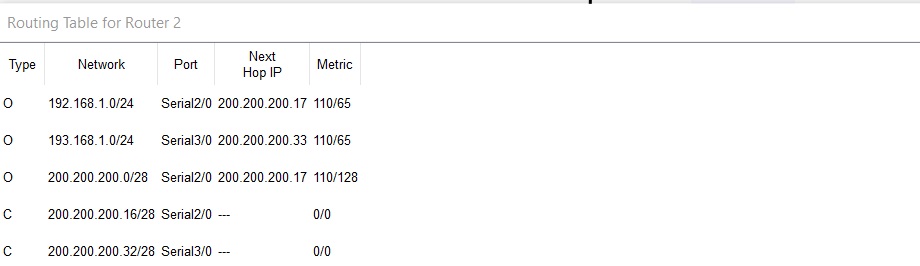 Routing Table for Router 2
Type Network Port Next Hop IP Metric
O 192.168.1.0/24 Serial2/0 200.200.200.17 110/65
O 193.168.1.0/24 Serial3/0 200.200.200.33 110/65
O 200.200.200.0/28 Serial2/0 200.200.200.17 110/128
C 200.200.200.16/28 Serial2/0 --- 0/0
C 200.200.200.32/28 Serial3/0 --- 0/0